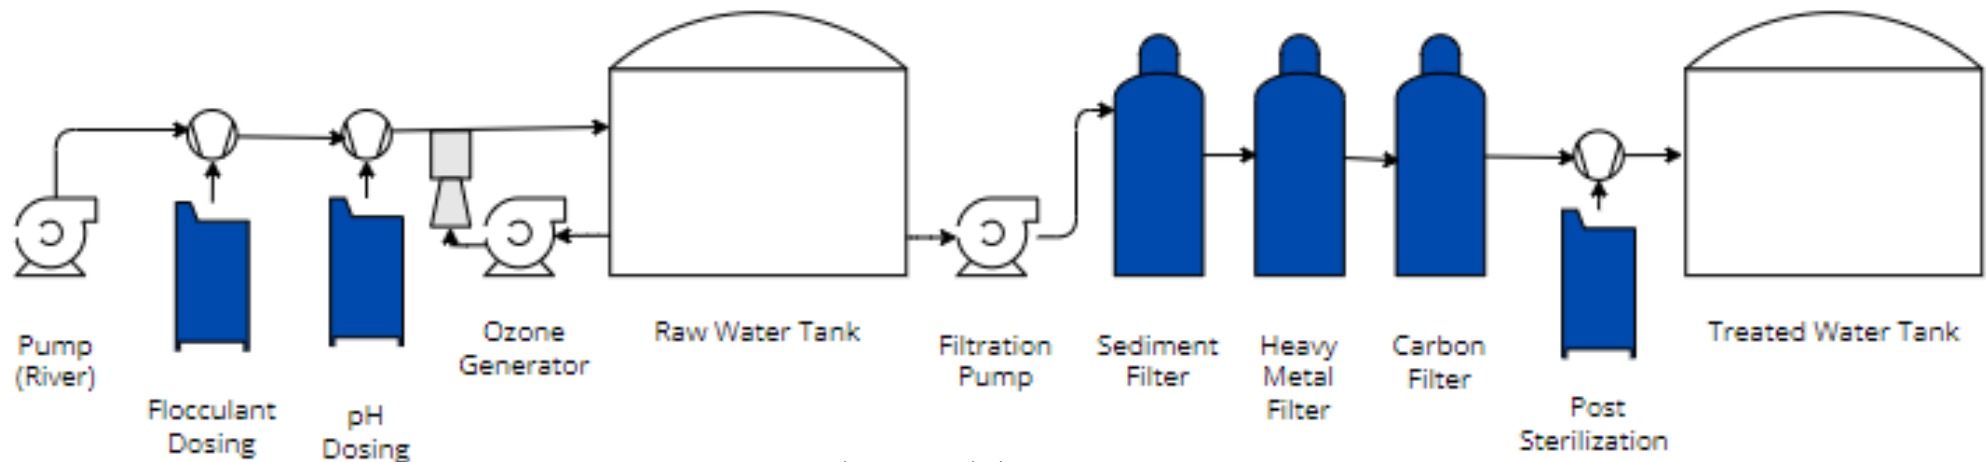 Pump
(River)
Flocculant
Dosing
pH
Dosing
Ozone
Generator
Raw Water Tank
Filtration
Pump
Sediment
Filter
Heavy
Metal
Filter
Carbon
Filter
Post
Sterilization
Treated Water Tank